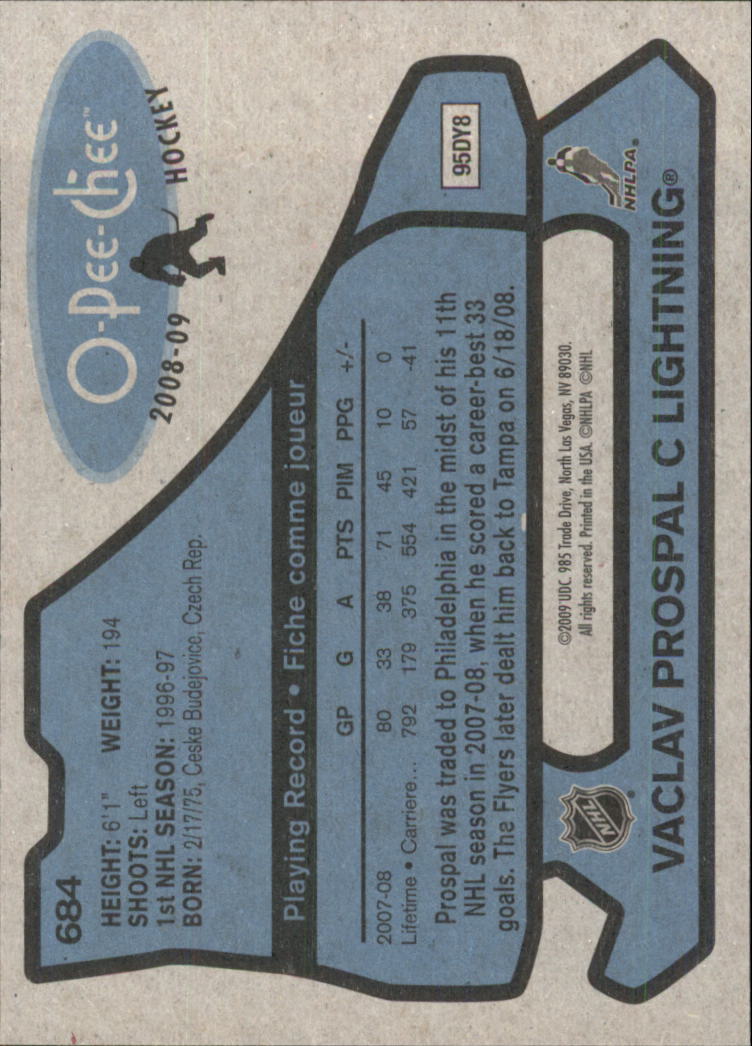 684
HEIGHT: 6'1" WEIGHT: 194
SHOOTS: Left
1st NHL SEASON: 1996-97
BORN: 2/17/75, Ceske Budejovice, Czech Rep.
O-Pee-Chee™
2008-09 HOCKEY
Playing Record • Fiche comme joueur
GP G A PTS PIM PPG +/-
2007-08 80 33 38 71 45 10 0
Lifetime • Carriere... 792 179 375 554 421 57 -41
Prospal was traded to Philadelphia in the midst of his 11th
NHL season in 2007-08, when he scored a career-best 33
goals. The Flyers later dealt him back to Tampa on 6/18/08.
95DY8
NHL®
©2009 UDC. 985 Trade Drive, North Las Vegas, NV 89030.
All rights reserved. Printed in the USA. ©NHLPA ©NHL
NHLPA®
VACLAV PROSPAL C LIGHTNING®